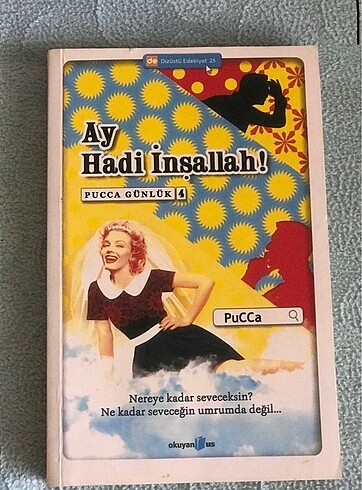 de Dizüstü Edebiyat 25
Ay
Hadi İnşallah!
PUCCA GÜNLÜK 4
PuCCa
Nereye kadar seveceksin?
Ne kadar seveceğin umrumda değil...
okuyan us